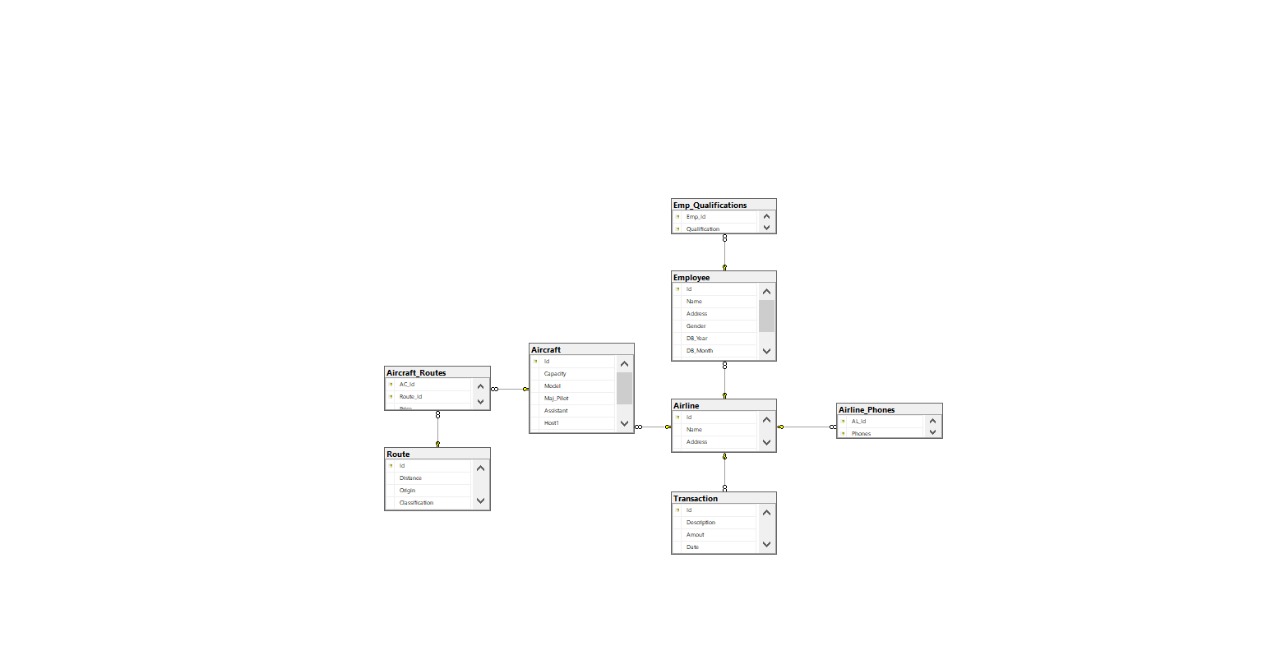 Emp_Qualifications
Emp_id
Qualification
Employee
Id
Name
Address
Gender
DB_Year
DB_Month
Aircraft
Id
Capacity
Model
Maj_Pilot
Assistant
Host1
Aircraft_Routes
AC_id
Route_id
Route
Id
Distance
Origin
Classification
Airline
Id
Name
Address
Airline_Phones
AL_id
Phones
Transaction
Id
Desciption
Amout
Date